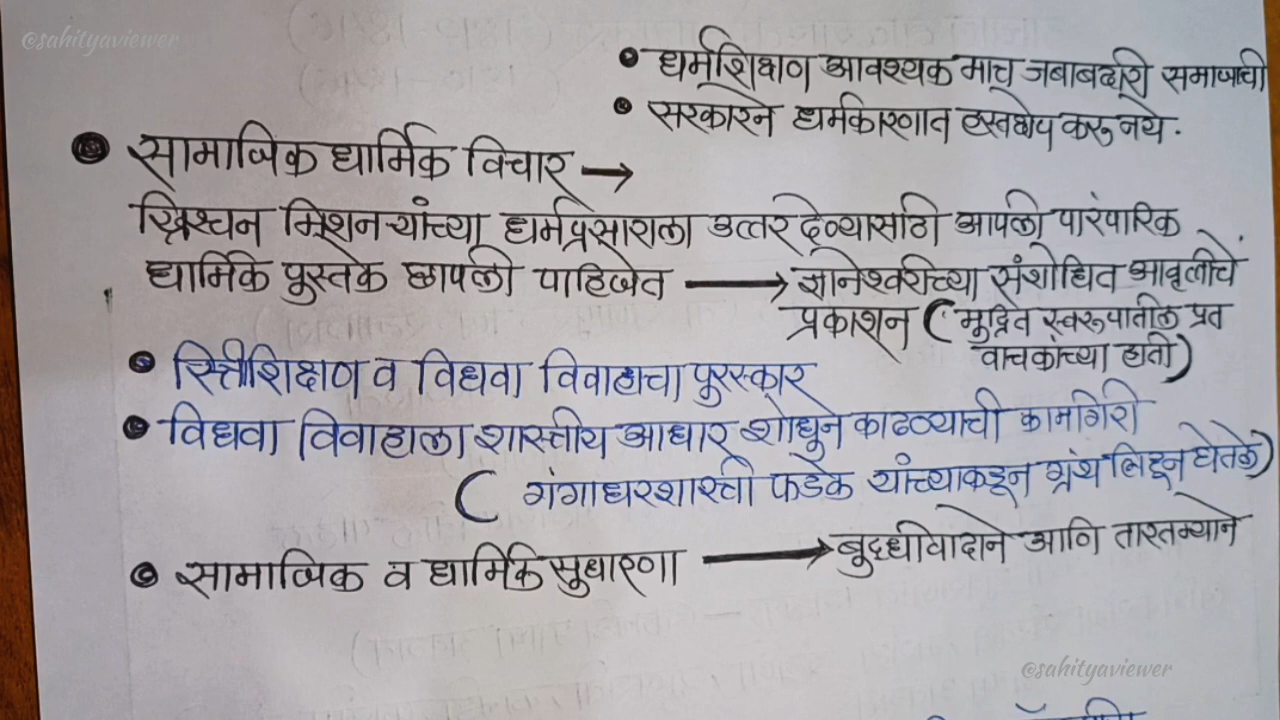 @sahityaviewer
• धर्मशिक्षण आवश्यक मात्र जबाबदारी समाजाची
• सरकारने धर्मकारणात हस्तक्षेप करू नये.
• सामाजिक धार्मिक विचार →
ख्रिश्चन मिशनऱ्यांच्या धर्मप्रसाराला उत्तर देण्यासाठी आपली पारंपारिक
धार्मिक पुस्तके छापली पाहिजेत → ज्ञानेश्वरीच्या संशोधित आवृत्तीचे
प्रकाशन ( मुद्रित स्वरूपातील प्रत
वाचकांच्या हाती)
• स्त्रिीशिक्षण व विधवा विवाहाचा पुरस्कार
• विधवा विवाहाला शास्त्रीय आधार शोधून काढण्याची कामगिरी
( गंगाधरशास्त्री फडके यांच्याकडून ग्रंथ लिहून घेतले)
• सामाजिक व धार्मिक सुधारणा → बुद्धीवादाने आणि तारतम्याने
@sahityaviewer